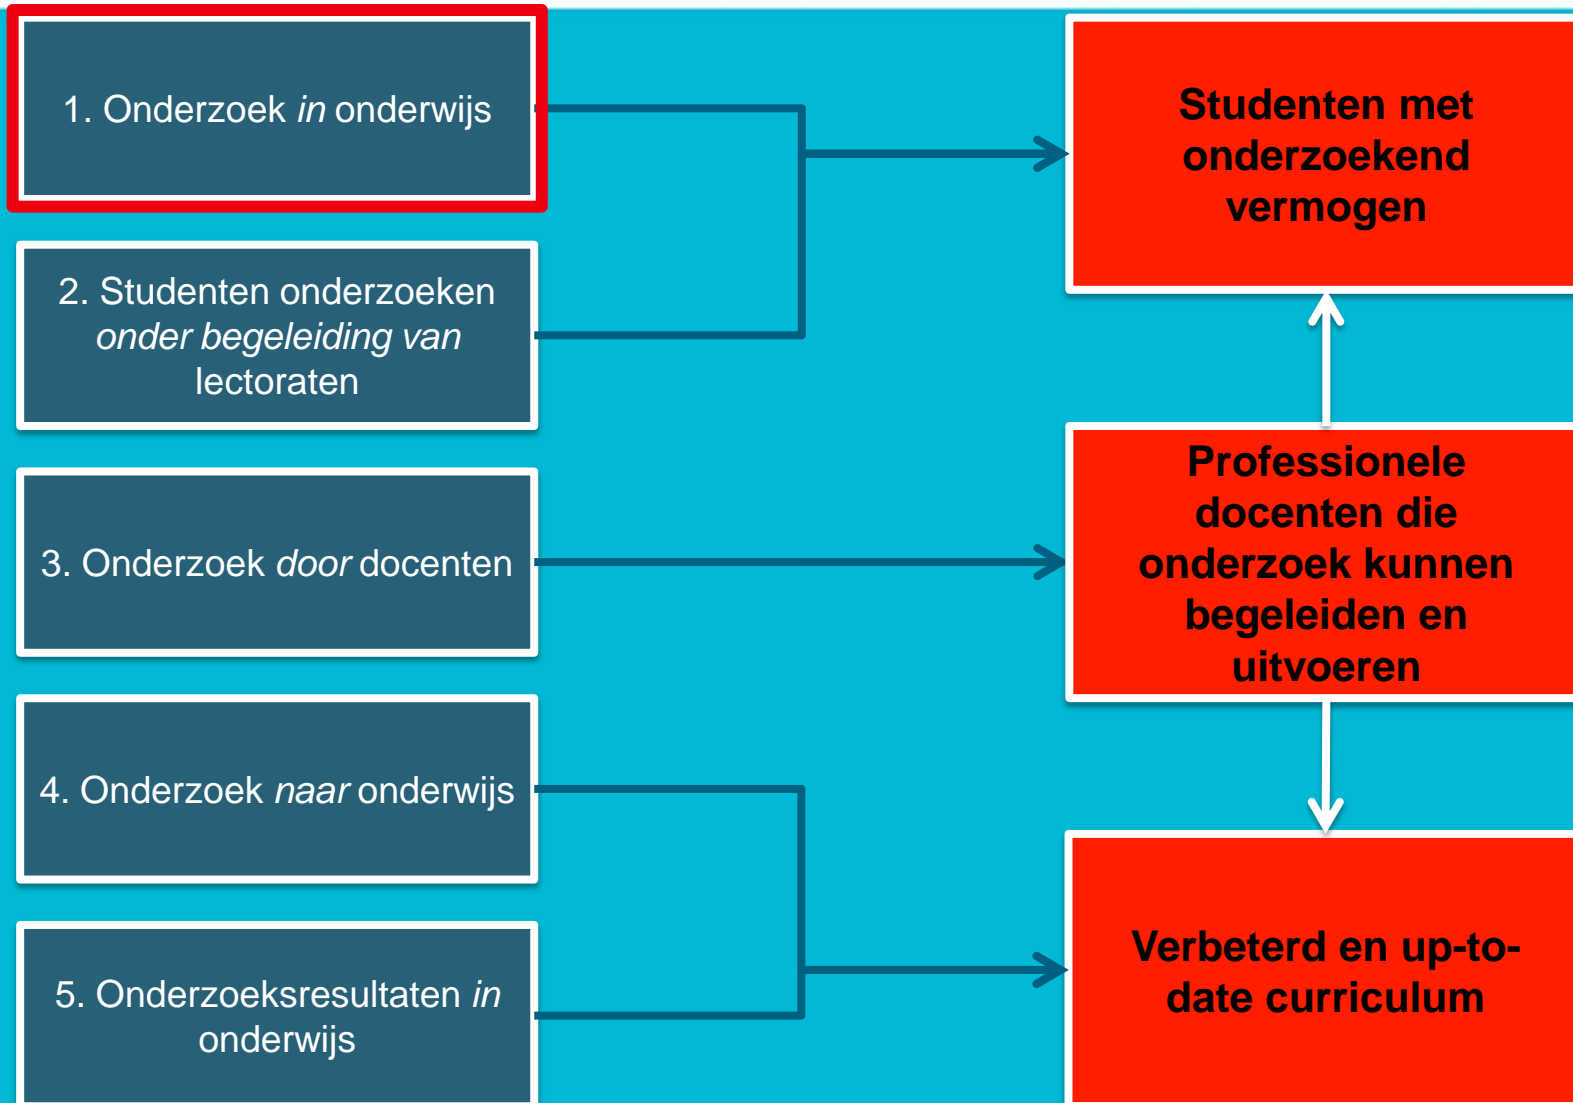 1. Onderzoek in onderwijs
2. Studenten onderzoeken
onder begeleiding van
lectoraten
3. Onderzoek door docenten
4. Onderzoek naar onderwijs
5. Onderzoeksresultaten in
onderwijs
Studenten met
onderzoekend
vermogen
Professionele
docenten die
onderzoek kunnen
begeleiden en
uitvoeren
Verbeterd en up-to-
date curriculum